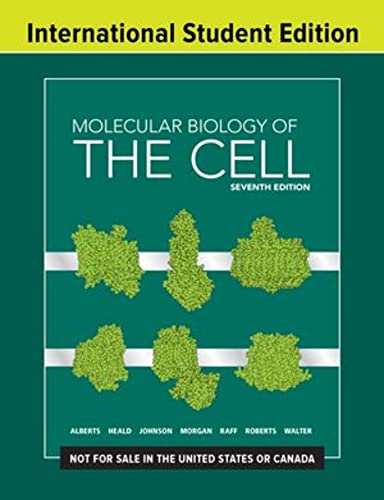 International Student Edition
MOLECULAR BIOLOGY OF
THE CELL
SEVENTH EDITION
ALBERTS HEALD JOHNSON MORGAN RAFF ROBERTS WALTER
NOT FOR SALE IN THE UNITED STATES OR CANADA